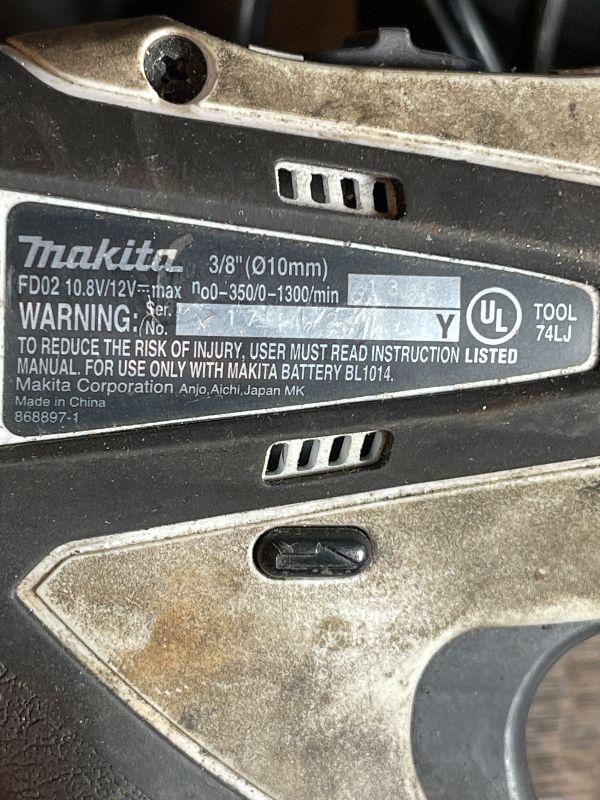 makita 3/8" (Ø10mm)
FD02 10.8V/12V⎓max no0-350/0-1300/min
WARNING: Ser. No. Y
TO REDUCE THE RISK OF INJURY, USER MUST READ INSTRUCTION
MANUAL. FOR USE ONLY WITH MAKITA BATTERY BL1014.
Makita Corporation Anjo,Aichi,Japan MK
Made in China
868897-1
UL
LISTED
TOOL
74LJ